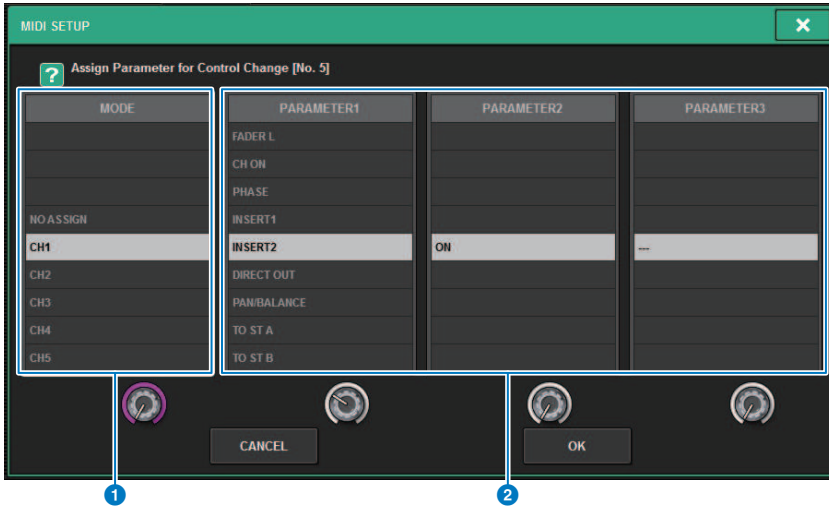 MIDI SETUP
?
Assign Parameter for Control Change [No. 5]
MODE PARAMETER1 PARAMETER2 PARAMETER3
FADER L
CH ON
PHASE
NO ASSIGN INSERT1
CH1 INSERT2 ON ---
CH2 DIRECT OUT
CH3 PAN/BALANCE
CH4 TO ST A
CH5 TO ST B
CANCEL OK
1 2